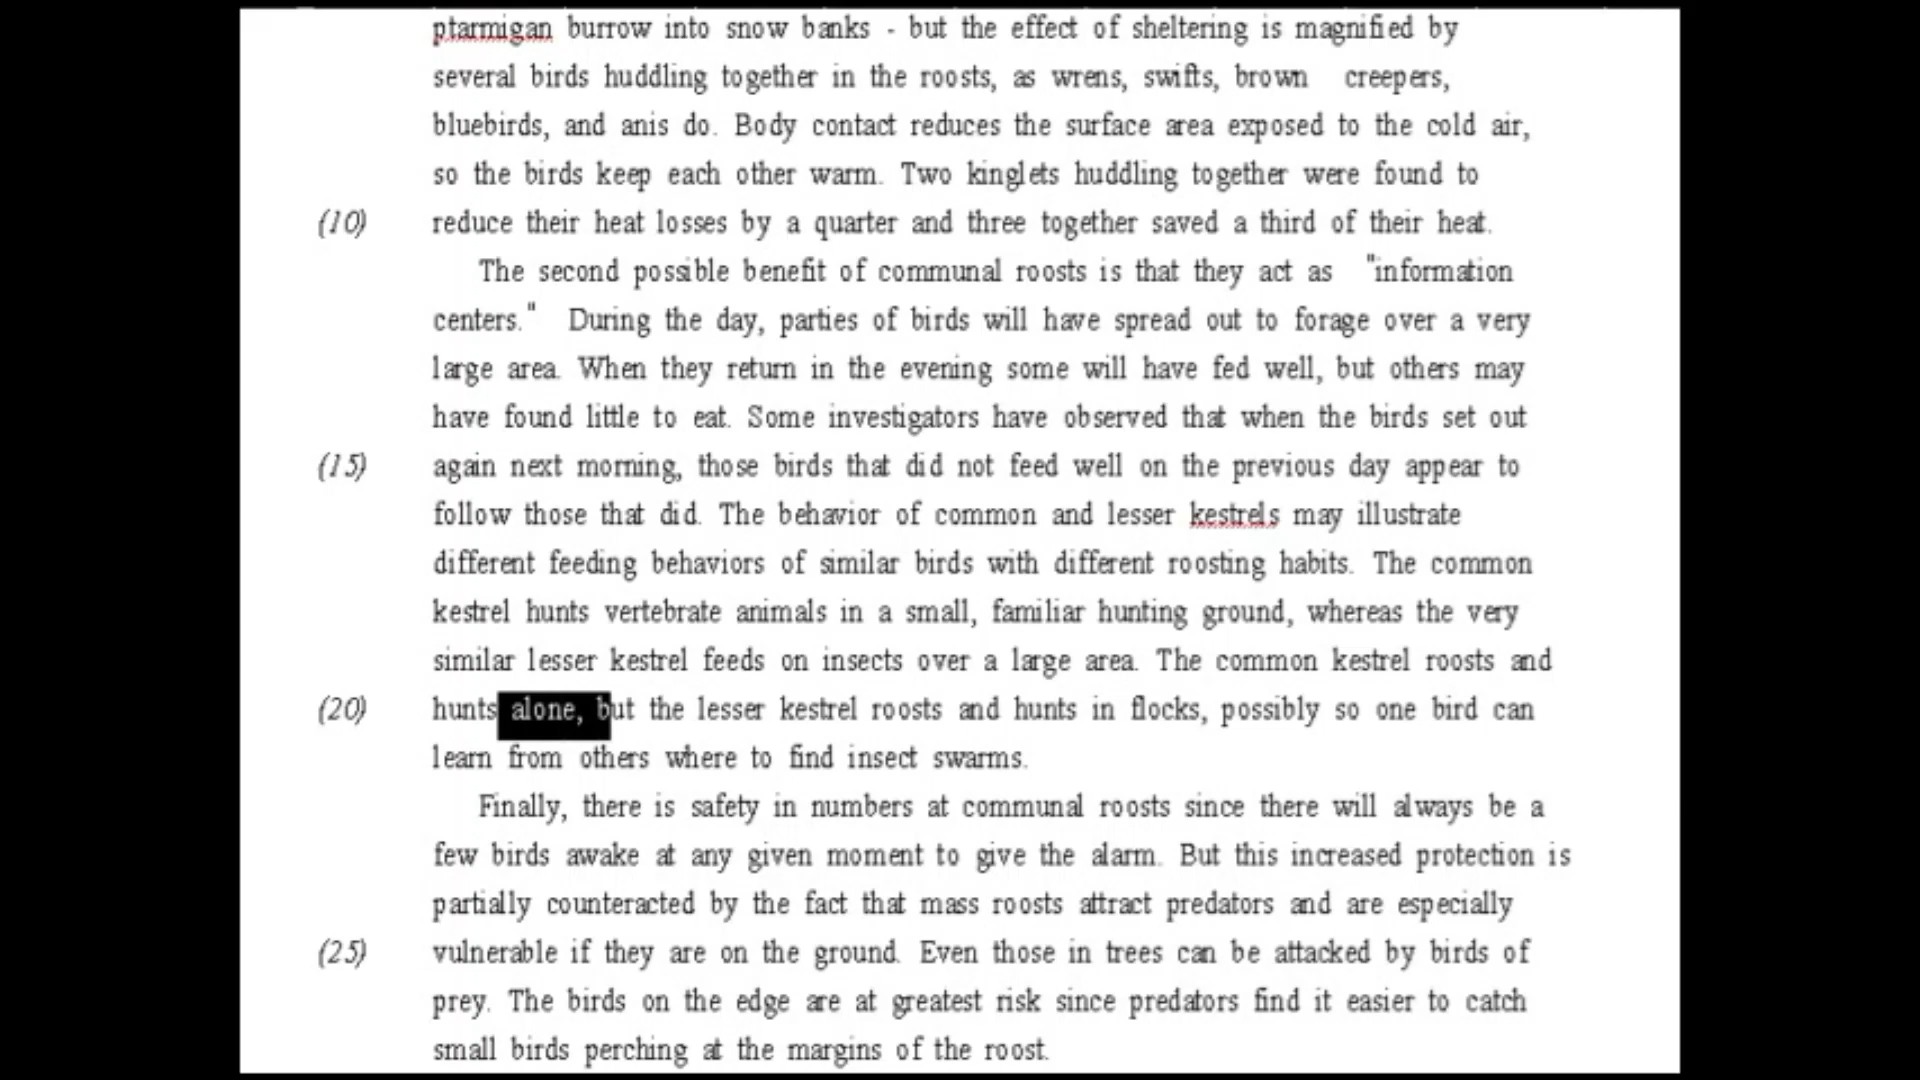 ptarmigan burrow into snow banks - but the effect of sheltering is magnified by
several birds huddling together in the roosts, as wrens, swifts, brown creepers,
bluebirds, and anis do. Body contact reduces the surface area exposed to the cold air,
so the birds keep each other warm. Two kinglets huddling together were found to
(10) reduce their heat losses by a quarter and three together saved a third of their heat.
The second possible benefit of communal roosts is that they act as "information
centers." During the day, parties of birds will have spread out to forage over a very
large area. When they return in the evening some will have fed well, but others may
have found little to eat. Some investigators have observed that when the birds set out
(15) again next morning, those birds that did not feed well on the previous day appear to
follow those that did. The behavior of common and lesser kestrels may illustrate
different feeding behaviors of similar birds with different roosting habits. The common
kestrel hunts vertebrate animals in a small, familiar hunting ground, whereas the very
similar lesser kestrel feeds on insects over a large area. The common kestrel roosts and
(20) hunts alone, but the lesser kestrel roosts and hunts in flocks, possibly so one bird can
learn from others where to find insect swarms.
Finally, there is safety in numbers at communal roosts since there will always be a
few birds awake at any given moment to give the alarm. But this increased protection is
partially counteracted by the fact that mass roosts attract predators and are especially
(25) vulnerable if they are on the ground. Even those in trees can be attacked by birds of
prey. The birds on the edge are at greatest risk since predators find it easier to catch
small birds perching at the margins of the roost.